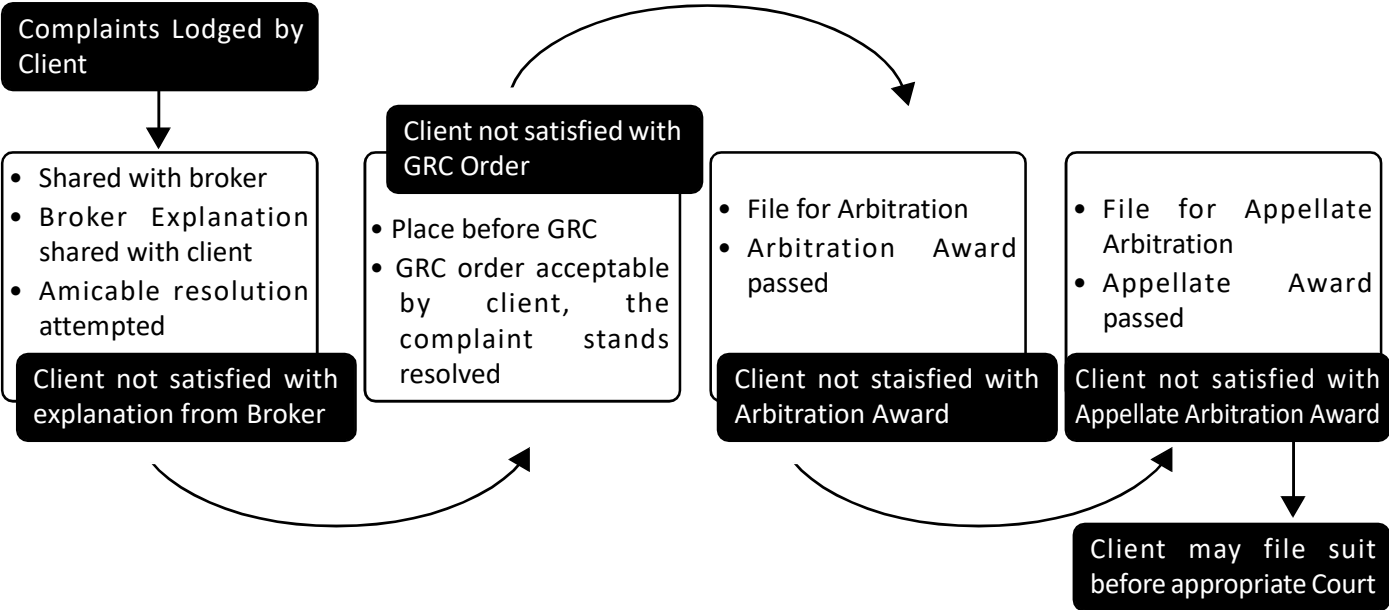 Complaints Lodged by
Client
• Shared with broker
• Broker Explanation
shared with client
• Amicable resolution
attempted
Client not satisfied with
explanation from Broker
Client not satisfied with
GRC Order
• Place before GRC
• GRC order acceptable
by client, the
complaint stands
resolved
• File for Arbitration
• Arbitration Award
passed
Client not staisfied with
Arbitration Award
• File for Appellate
Arbitration
• Appellate Award
passed
Client not satisfied with
Appellate Arbitration Award
Client may file suit
before appropriate Court